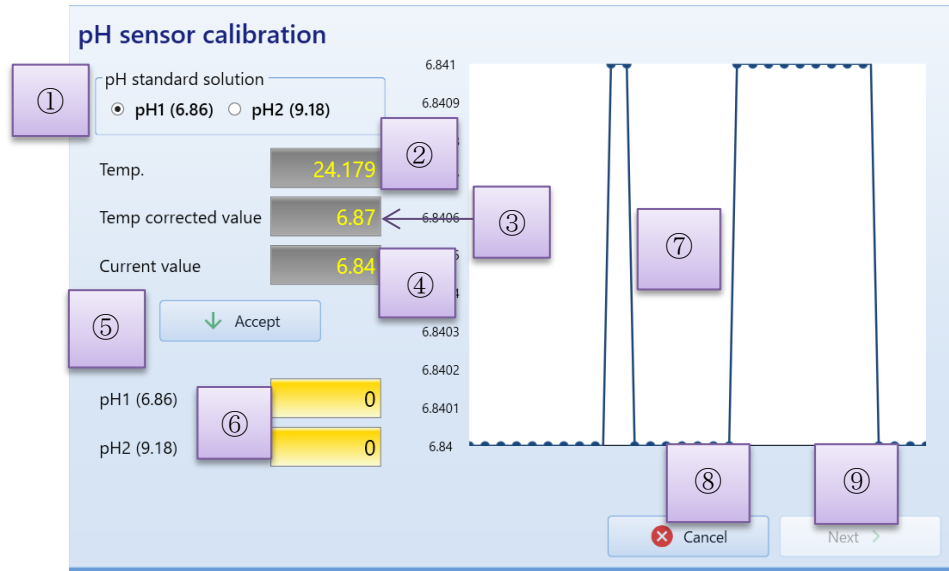 pH sensor calibration
① pH standard solution
pH1 (6.86) pH2 (9.18)
Temp. 24.179 ②
Temp corrected value 6.87 ③
Current value 6.84 ④
⑤ Accept
pH1 (6.86) ⑥ 0
pH2 (9.18) 0
6.841
6.8409
6.8406
6.8403
6.8402
6.8401
6.84
⑦
⑧ ⑨
Cancel Next